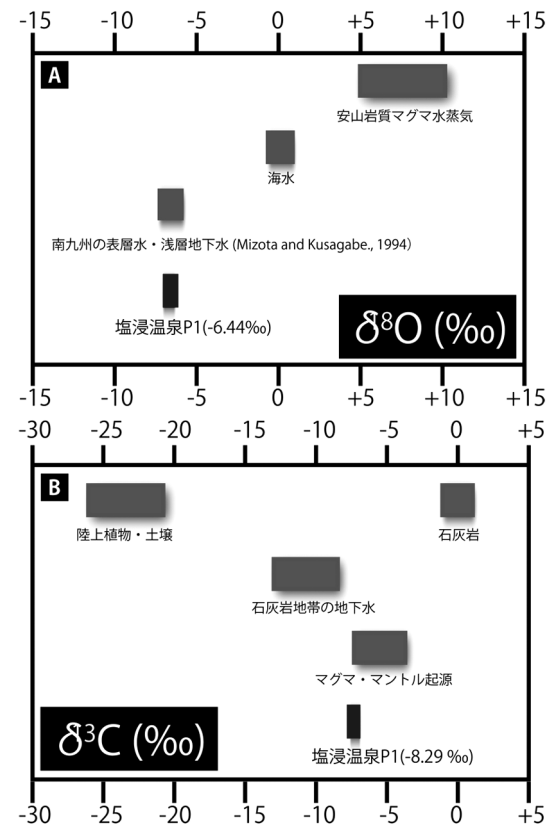 -15 -10 -5 0 +5 +10 +15
A
安山岩質マグマ水蒸気
海水
南九州の表層水・浅層地下水 (Mizota and Kusagabe., 1994)
塩浸温泉P1(-6.44‰)
δ8O (‰)
-15 -10 -5 0 +5 +10 +15
-30 -25 -20 -15 -10 -5 0 +5
B
陸上植物・土壌
石灰岩
石灰岩地帯の地下水
マグマ・マントル起源
δ3C (‰)
塩浸温泉P1(-8.29 ‰)
-30 -25 -20 -15 -10 -5 0 +5